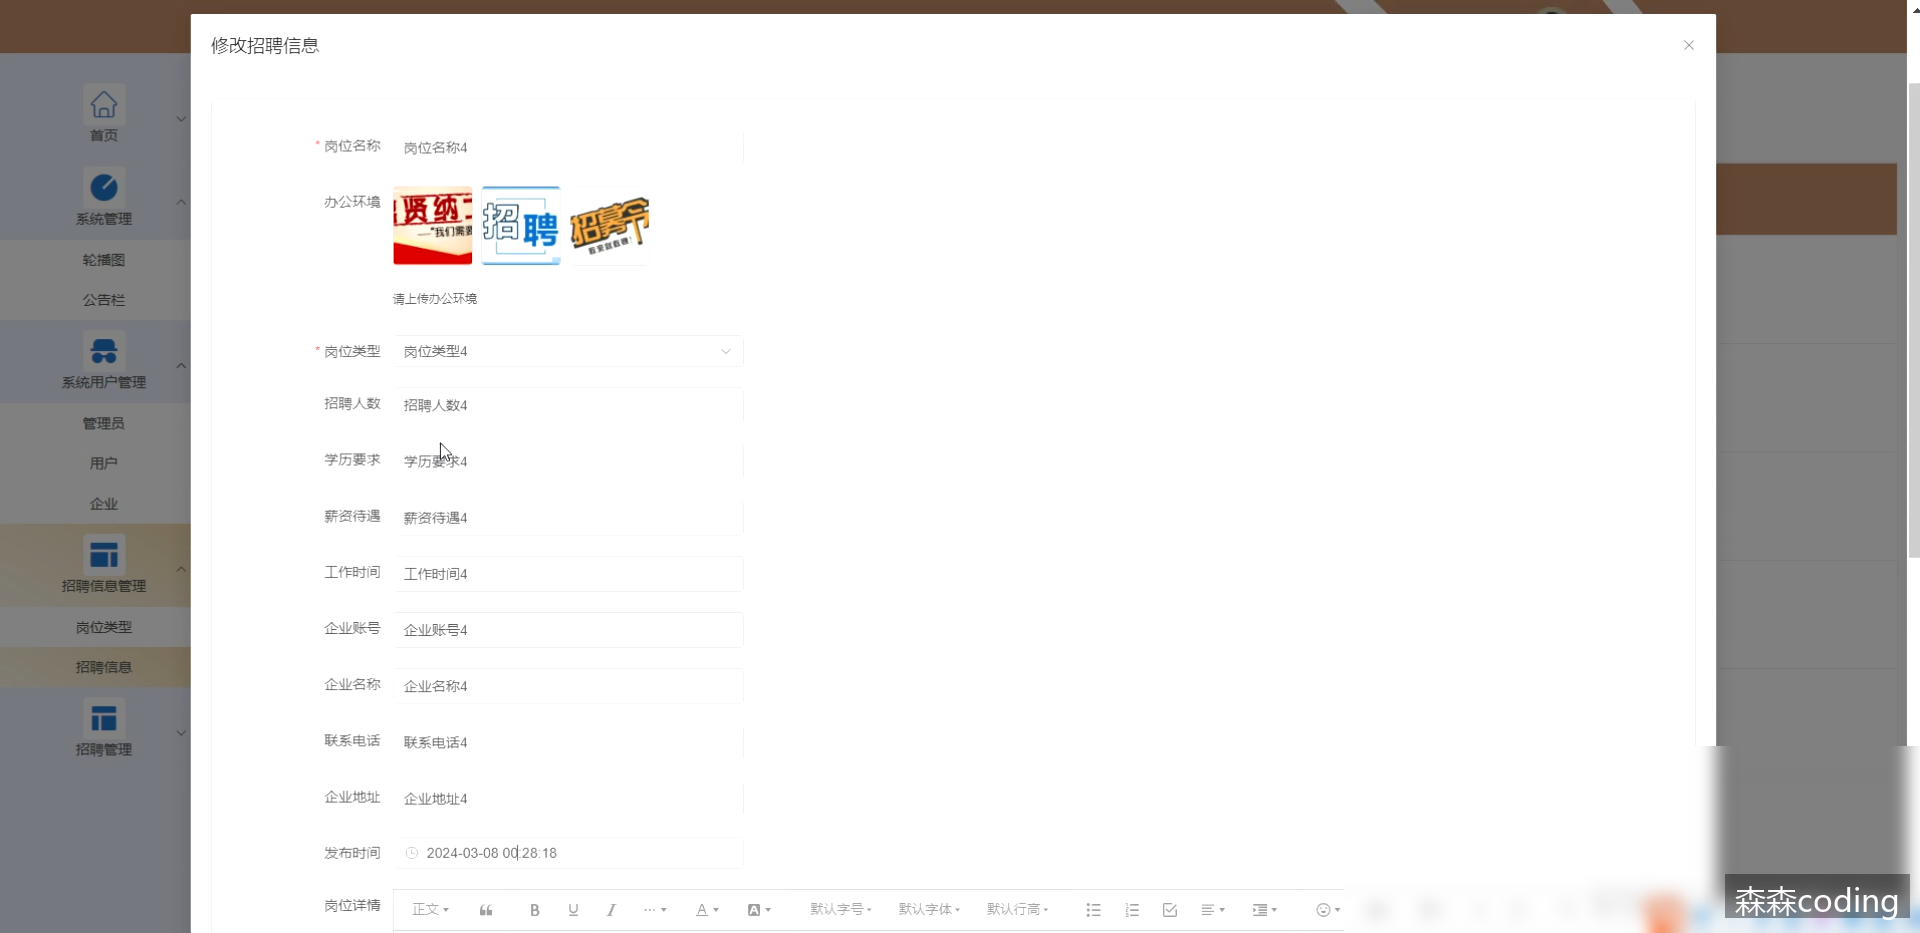 修改招聘信息
首页
系统管理
轮播图
公告栏
系统用户管理
管理员
用户
企业
招聘信息管理
岗位类型
招聘信息
招聘管理
* 岗位名称 岗位名称4
办公环境
贤纳士
—“我们需要
招聘
招募令
看来就看谁!
请上传办公环境
* 岗位类型 岗位类型4
招聘人数 招聘人数4
学历要求 学历要求4
薪资待遇 薪资待遇4
工作时间 工作时间4
企业账号 企业账号4
企业名称 企业名称4
联系电话 联系电话4
企业地址 企业地址4
发布时间 2024-03-08 00:28:18
岗位详情 正文 B U I ··· A A 默认字号 默认字体 默认行高
森森coding